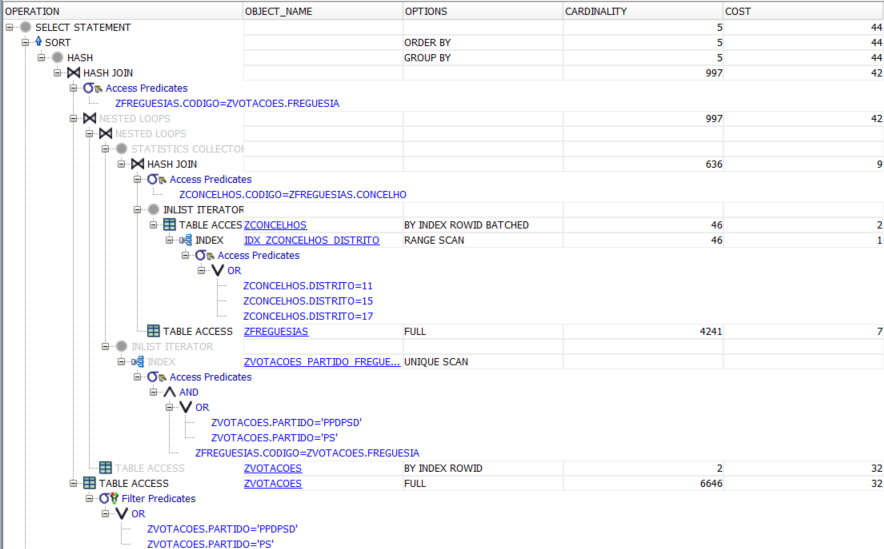 OPERATION OBJECT_NAME OPTIONS CARDINALITY COST
SELECT STATEMENT 5 44
SORT ORDER BY 5 44
HASH GROUP BY 5 44
HASH JOIN 997 42
Access Predicates
ZFREGUESIAS.CODIGO=ZVOTACOES.FREGUESIA
NESTED LOOPS 997 42
NESTED LOOPS
STATISTICS COLLECTOR
HASH JOIN 636 9
Access Predicates
ZCONCELHOS.CODIGO=ZFREGUESIAS.CONCELHO
INLIST ITERATOR
TABLE ACCES ZCONCELHOS BY INDEX ROWID BATCHED 46 2
INDEX IDX_ZCONCELHOS_DISTRITO RANGE SCAN 46 1
Access Predicates
OR
ZCONCELHOS.DISTRITO=11
ZCONCELHOS.DISTRITO=15
ZCONCELHOS.DISTRITO=17
TABLE ACCESS ZFREGUESIAS FULL 4241 7
INLIST ITERATOR
INDEX ZVOTACOES_PARTIDO_FREGUE... UNIQUE SCAN
Access Predicates
AND
OR
ZVOTACOES.PARTIDO='PPDPSD'
ZVOTACOES.PARTIDO='PS'
ZFREGUESIAS.CODIGO=ZVOTACOES.FREGUESIA
TABLE ACCESS ZVOTACOES BY INDEX ROWID 2 32
TABLE ACCESS ZVOTACOES FULL 6646 32
Filter Predicates
OR
ZVOTACOES.PARTIDO='PPDPSD'
ZVOTACOES.PARTIDO='PS'